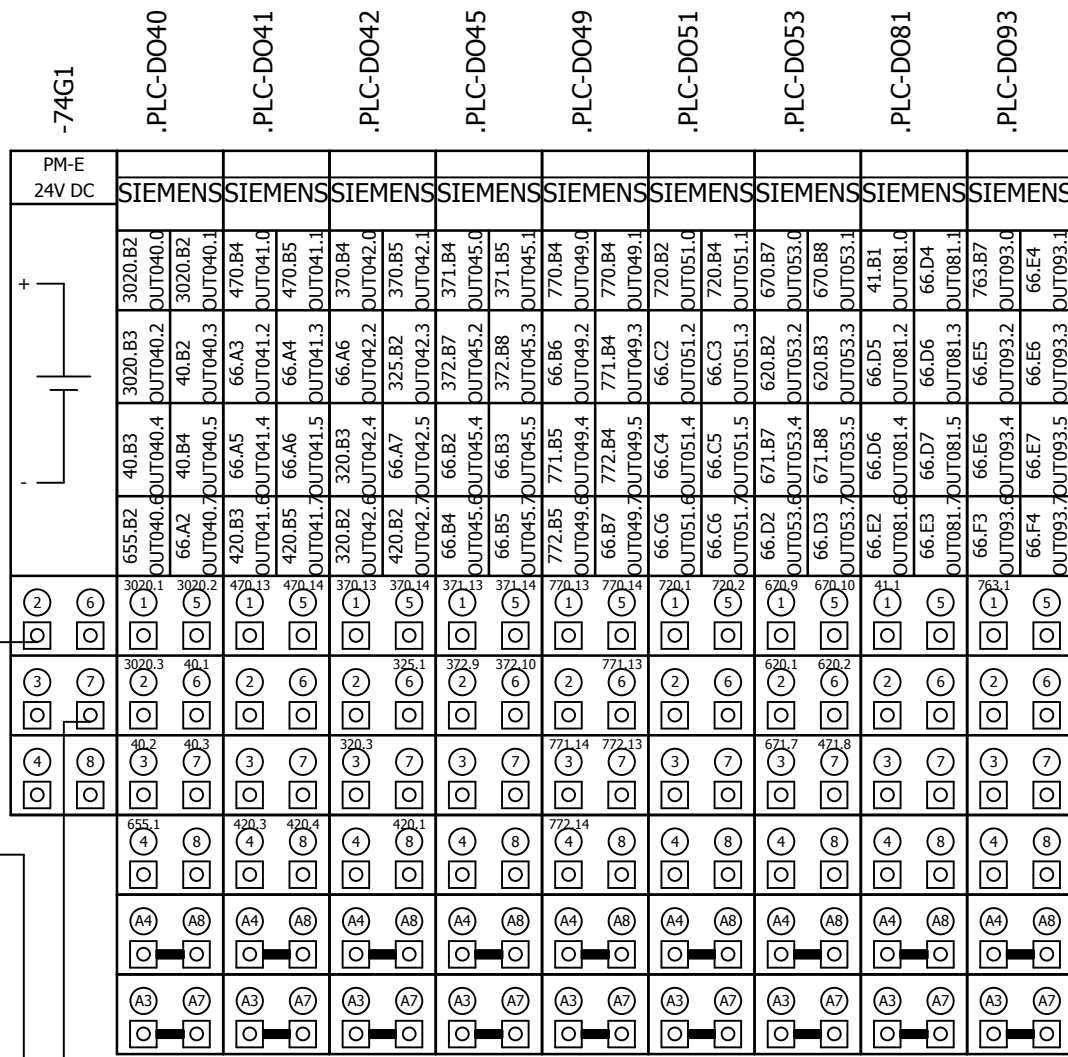 -74G1 .PLC-DO40 .PLC-DO41 .PLC-DO42 .PLC-DO45 .PLC-DO49 .PLC-DO51 .PLC-DO53 .PLC-DO81 .PLC-DO93
PM-E
24V DC SIEMENS SIEMENS SIEMENS SIEMENS SIEMENS SIEMENS SIEMENS SIEMENS SIEMENS
+ 3020.B2 OUT040.0 3020.B2 OUT040.1 470.B4 OUT041.0 470.B5 OUT041.1 370.B4 OUT042.0 370.B5 OUT042.1 371.B4 OUT045.0 371.B5 OUT045.1 770.B4 OUT049.0 770.B4 OUT049.1 720.B2 OUT051.0 720.B4 OUT051.1 670.B7 OUT053.0 670.B8 OUT053.1 41.B1 OUT081.0 66.D4 OUT081.1 763.B7 OUT093.0 66.E4 OUT093.1
3020.B3 OUT040.2 40.B2 OUT040.3 66.A3 OUT041.2 66.A4 OUT041.3 66.A6 OUT042.2 325.B2 OUT042.3 372.B7 OUT045.2 372.B8 OUT045.3 66.B6 OUT049.2 771.B4 OUT049.3 66.C2 OUT051.2 66.C3 OUT051.3 620.B2 OUT053.2 620.B3 OUT053.3 66.D5 OUT081.2 66.D6 OUT081.3 66.E5 OUT093.2 66.E6 OUT093.3
- 40.B3 OUT040.4 40.B4 OUT040.5 66.A5 OUT041.4 66.A6 OUT041.5 320.B3 OUT042.4 66.A7 OUT042.5 66.B2 OUT045.4 66.B3 OUT045.5 771.B5 OUT049.4 772.B4 OUT049.5 66.C4 OUT051.4 66.C5 OUT051.5 671.B7 OUT053.4 671.B8 OUT053.5 66.D6 OUT081.4 66.D7 OUT081.5 66.E6 OUT093.4 66.E7 OUT093.5
655.B2 OUT040.6 66.A2 OUT040.7 420.B3 OUT041.6 420.B5 OUT041.7 320.B2 OUT042.6 420.B2 OUT042.7 66.B4 OUT045.6 66.B5 OUT045.7 772.B5 OUT049.6 66.B7 OUT049.7 66.C6 OUT051.6 66.C6 OUT051.7 66.D2 OUT053.6 66.D3 OUT053.7 66.E2 OUT081.6 66.E3 OUT081.7 66.F3 OUT093.6 66.F4 OUT093.7
3020.1 3020.2 470.13 470.14 370.13 370.14 371.13 371.14 770.13 770.14 720.1 720.2 670.9 670.10 41.1 763.1
2 6 1 5 1 5 1 5 1 5 1 5 1 5 1 5 1 5 1 5
3020.3 40.1 325.1 372.9 372.10 771.13 620.1 620.2
3 7 2 6 2 6 2 6 2 6 2 6 2 6 2 6 2 6 2 6
40.2 40.3 320.3 771.14 772.13 671.7 471.8
4 8 3 7 3 7 3 7 3 7 3 7 3 7 3 7 3 7 3 7
655.1 420.3 420.4 420.1 772.14
4 8 4 8 4 8 4 8 4 8 4 8 4 8 4 8 4 8
A4 A8 A4 A8 A4 A8 A4 A8 A4 A8 A4 A8 A4 A8 A4 A8 A4 A8
A3 A7 A3 A7 A3 A7 A3 A7 A3 A7 A3 A7 A3 A7 A3 A7 A3 A7